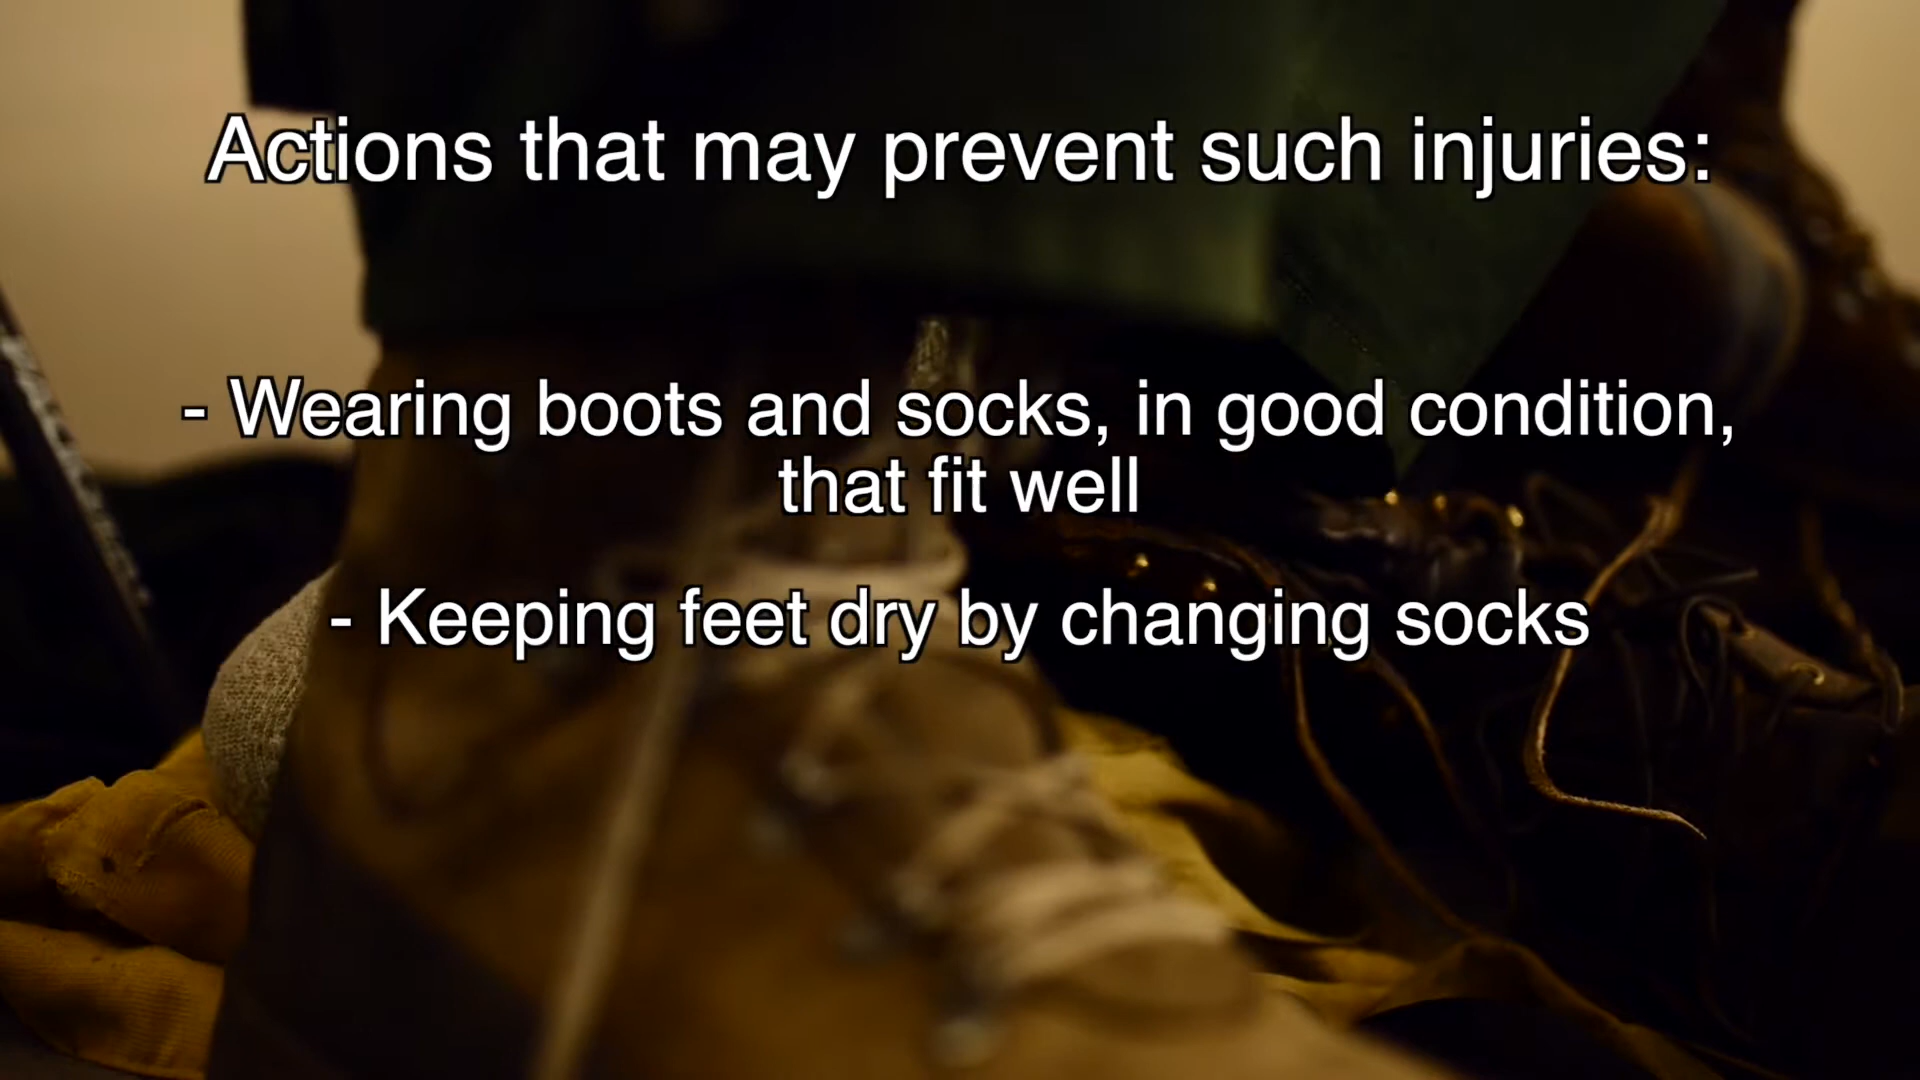 Actions that may prevent such injuries:
- Wearing boots and socks, in good condition,
that fit well
- Keeping feet dry by changing socks